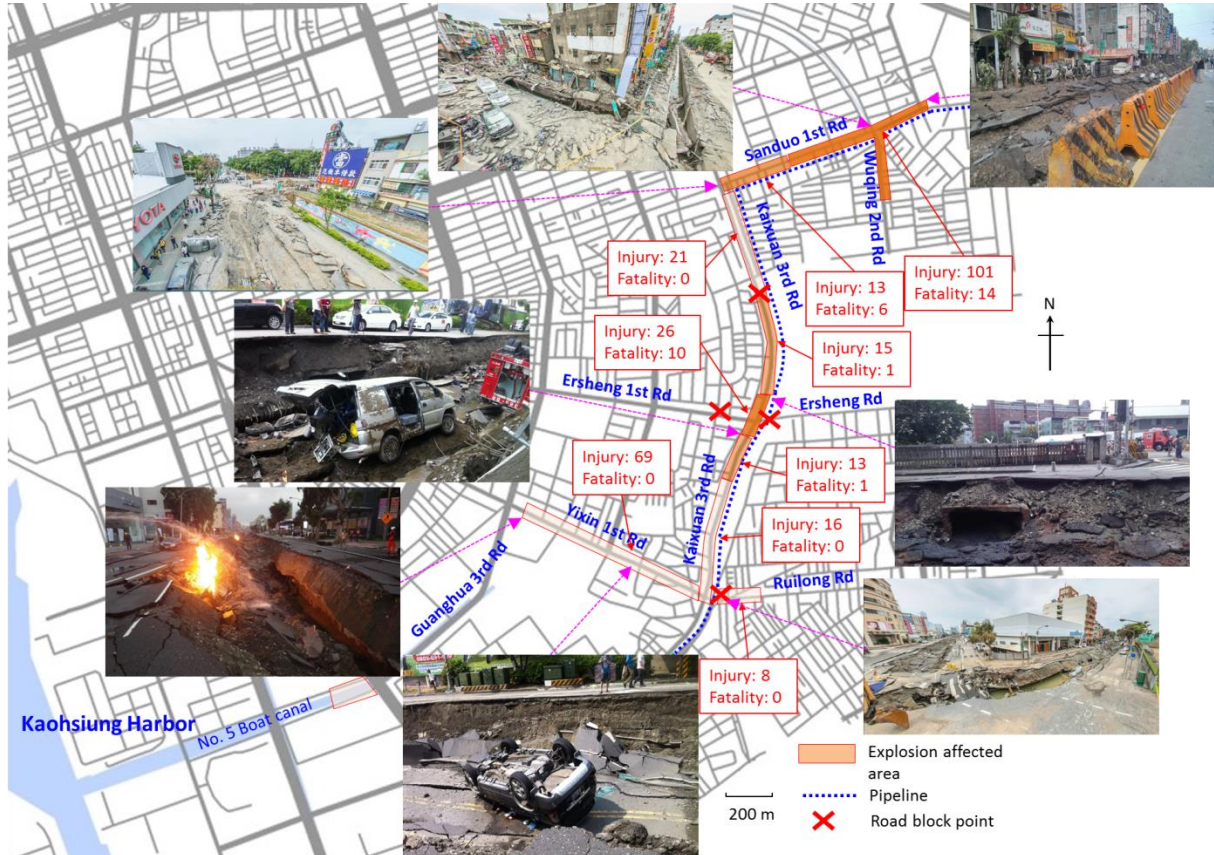 Sanduo 1st Rd
Wuqing 2nd Rd
Kaixuan 3rd Rd
Injury: 21
Fatality: 0
Injury: 13
Fatality: 6
Injury: 101
Fatality: 14
Injury: 26
Fatality: 10
Injury: 15
Fatality: 1
N
Ersheng 1st Rd
Ersheng Rd
Injury: 69
Fatality: 0
Kaixuan 3rd Rd
Injury: 13
Fatality: 1
Yixin 1st Rd
Injury: 16
Fatality: 0
Guanghua 3rd Rd
Ruilong Rd
Injury: 8
Fatality: 0
Kaohsiung Harbor
No. 5 Boat canal
200 m
Explosion affected
area
Pipeline
Road block point